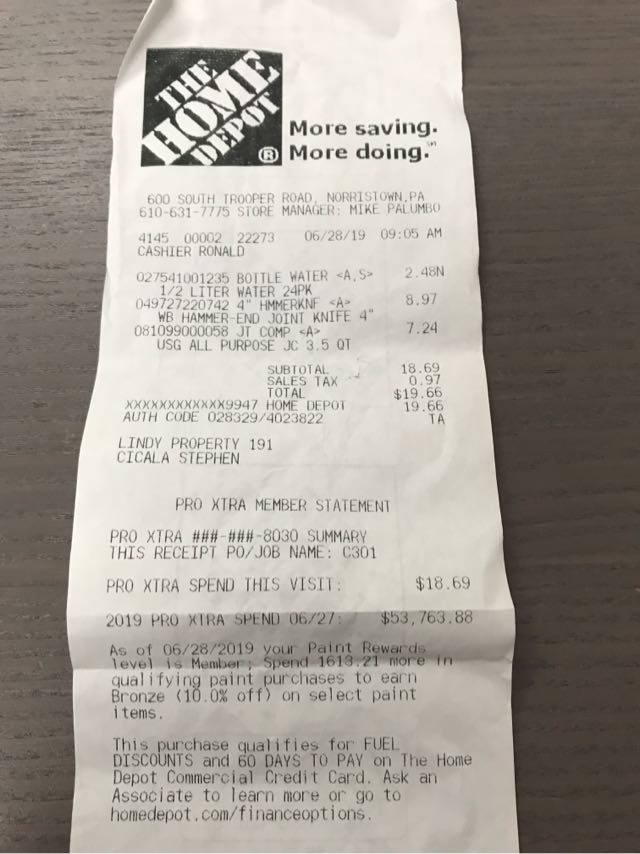 THE
HOME
DEPOT
®
More saving.
More doing.℠
600 SOUTH TROOPER ROAD, NORRISTOWN,PA
610-631-7775 STORE MANAGER: MIKE PALUMBO
4145 00002 22273 06/28/19 09:05 AM
CASHIER RONALD
027541001235 BOTTLE WATER <A,S> 2.48N
1/2 LITER WATER 24PK
049727220742 4" HMMERKNF <A> 8.97
WB HAMMER-END JOINT KNIFE 4"
081099000058 JT COMP <A> 7.24
USG ALL PURPOSE JC 3.5 QT
SUBTOTAL 18.69
SALES TAX 0.97
TOTAL $19.66
XXXXXXXXXXXX9947 HOME DEPOT 19.66
AUTH CODE 028329/4023822 TA
LINDY PROPERTY 191
CICALA STEPHEN
PRO XTRA MEMBER STATEMENT
PRO XTRA ###-###-8030 SUMMARY
THIS RECEIPT PO/JOB NAME: C301
PRO XTRA SPEND THIS VISIT: $18.69
2019 PRO XTRA SPEND 06/27: $53,763.88
As of 06/28/2019 your Paint Rewards
level is Member; Spend 1613.21 more in
qualifying paint purchases to earn
Bronze (10.0% off) on select paint
items.
This purchase qualifies for FUEL
DISCOUNTS and 60 DAYS TO PAY on The Home
Depot Commercial Credit Card. Ask an
Associate to learn more or go to
homedepot.com/financeoptions.